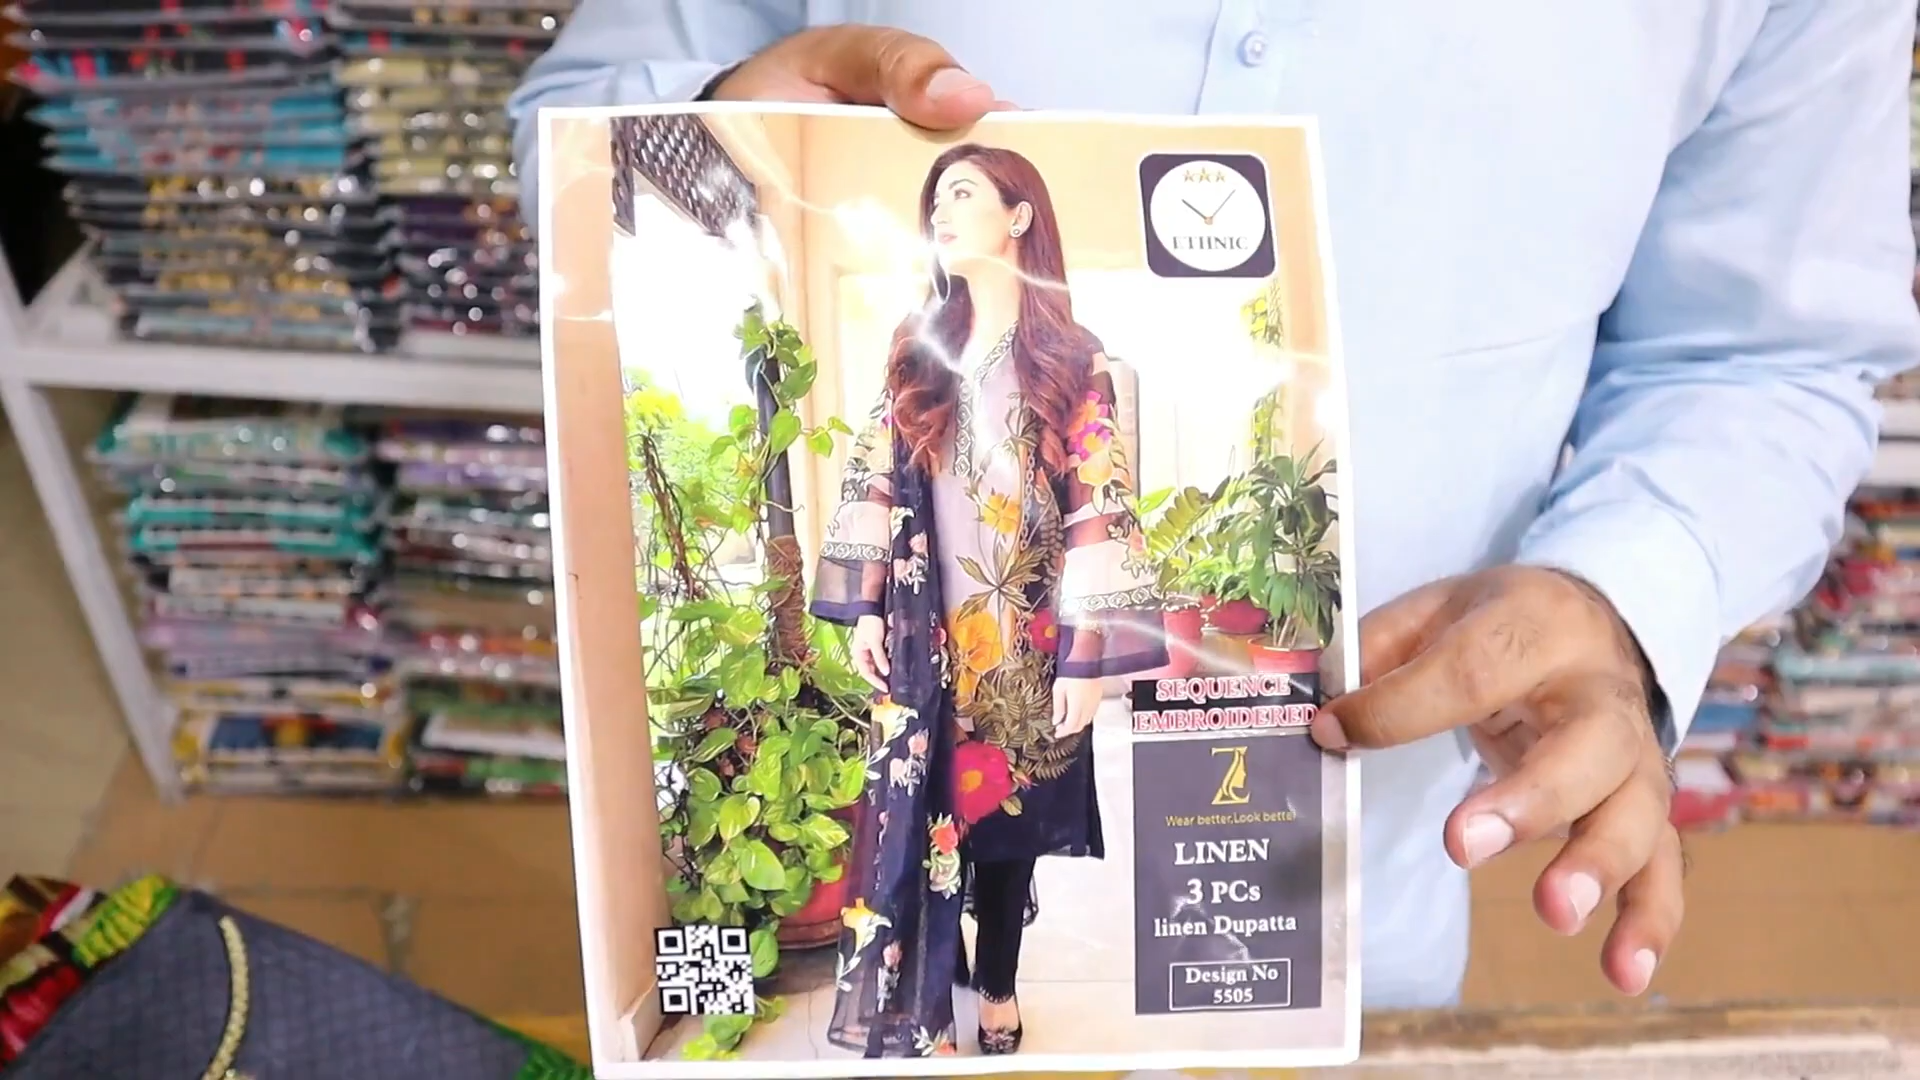 ETHNIC
SEQUENCE
EMBROIDERED
Z
Wear better,Look better
LINEN
3 PCs
linen Dupatta
Design No
5505